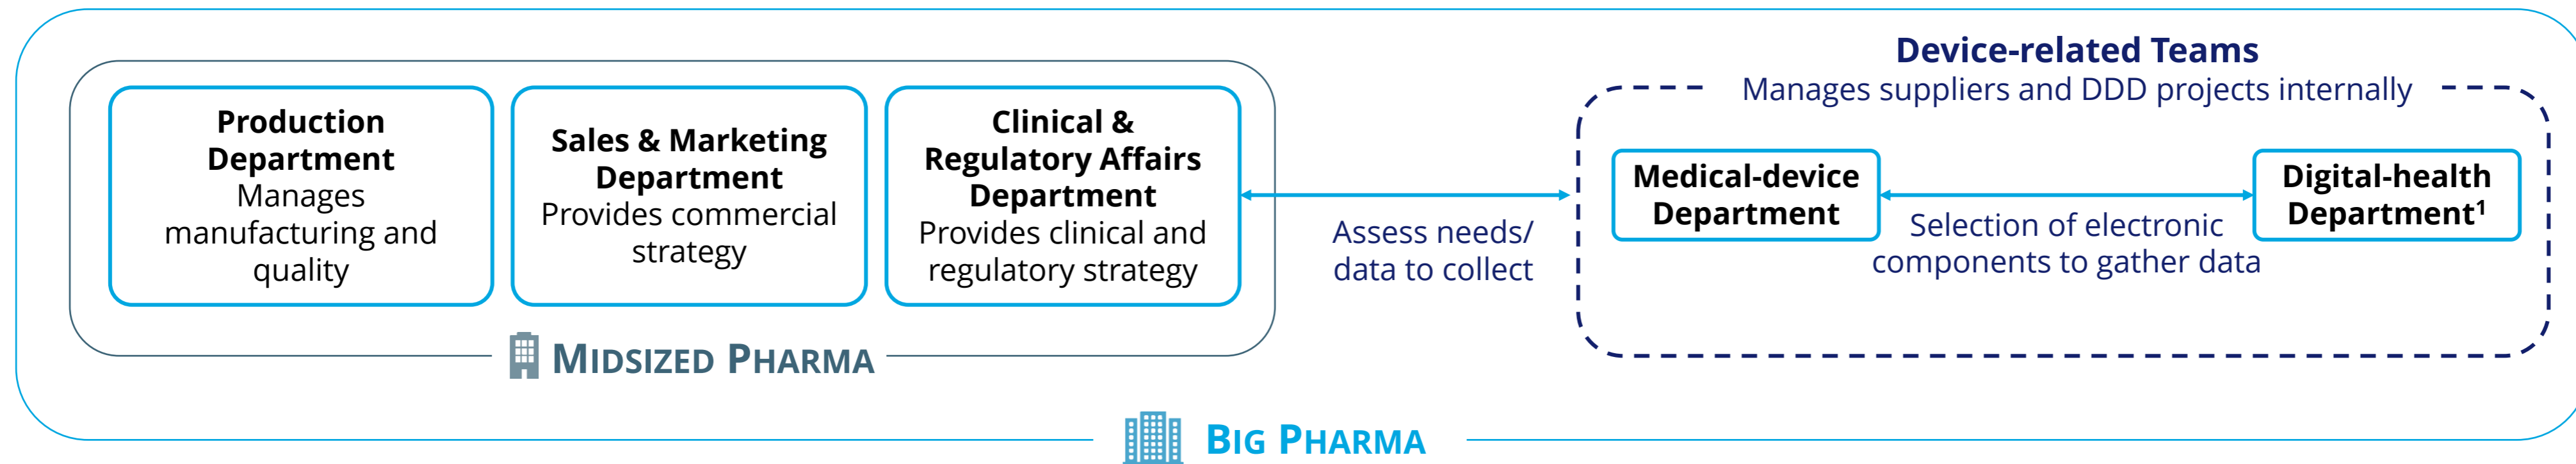 Production
Department
Manages
manufacturing and
quality
Sales & Marketing
Department
Provides commercial
strategy
Clinical &
Regulatory Affairs
Department
Provides clinical and
regulatory strategy
MIDSIZED PHARMA
Assess needs/
data to collect
Device-related Teams
Manages suppliers and DDD projects internally
Medical-device
Department
Selection of electronic
components to gather data
Digital-health
Department¹
BIG PHARMA